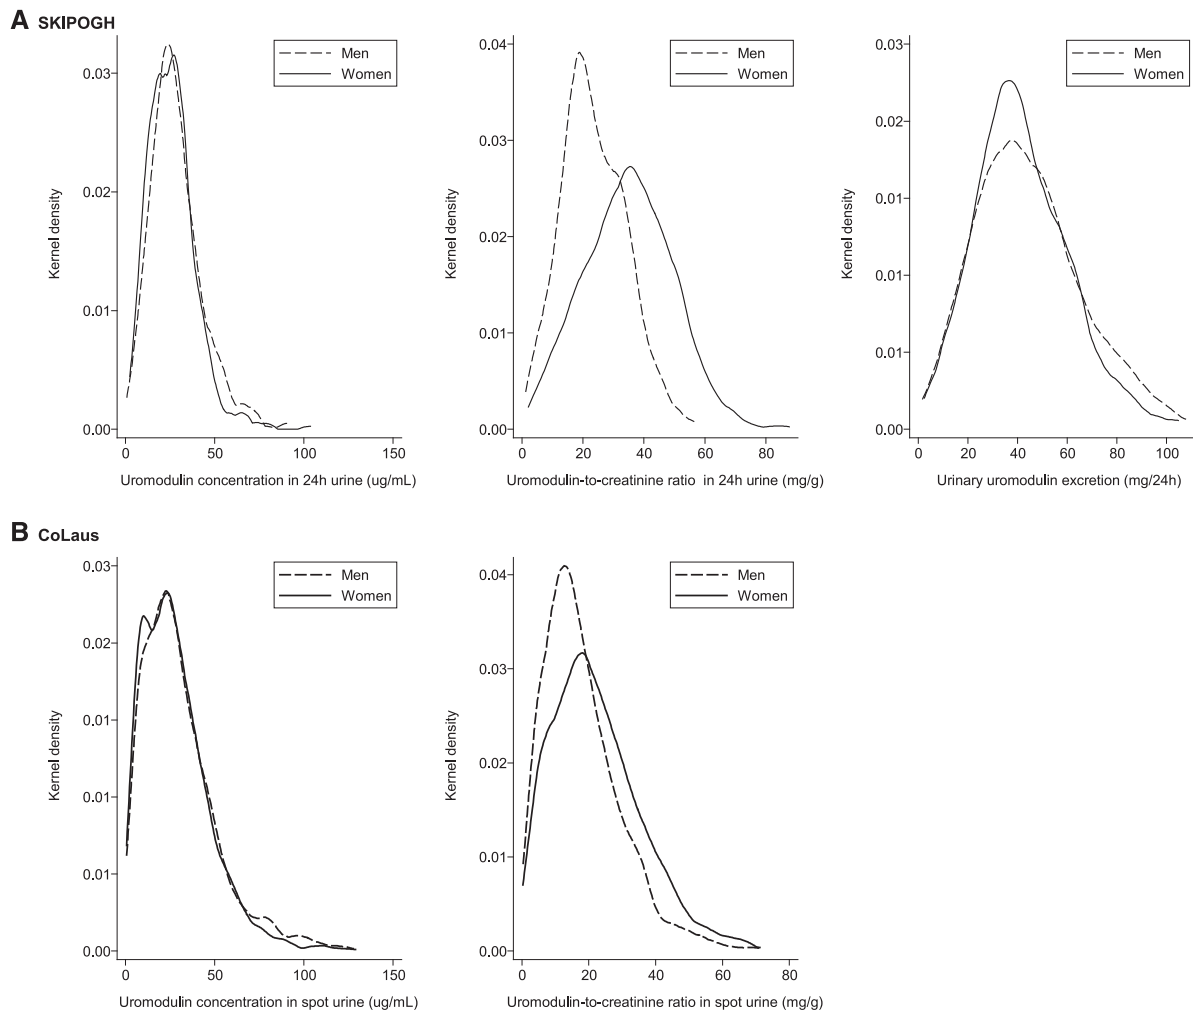 A SKIPOGH
Men
Women
0.03
0.02
0.01
0.00
Kernel density
0
50
100
150
Uromodulin concentration in 24h urine (ug/mL)
Men
Women
0.04
0.03
0.02
0.01
0.00
Kernel density
0
20
40
60
80
Uromodulin-to-creatinine ratio in 24h urine (mg/g)
Men
Women
0.03
0.02
0.01
0.01
0.01
0.00
Kernel density
0
20
40
60
80
100
Urinary uromodulin excretion (mg/24h)
B CoLaus
Men
Women
0.03
0.02
0.01
0.01
0.01
0.00
Kernel density
0
50
100
150
Uromodulin concentration in spot urine (ug/mL)
Men
Women
0.04
0.03
0.02
0.01
0.00
Kernel density
0
20
40
60
80
Uromodulin-to-creatinine ratio in spot urine (mg/g)